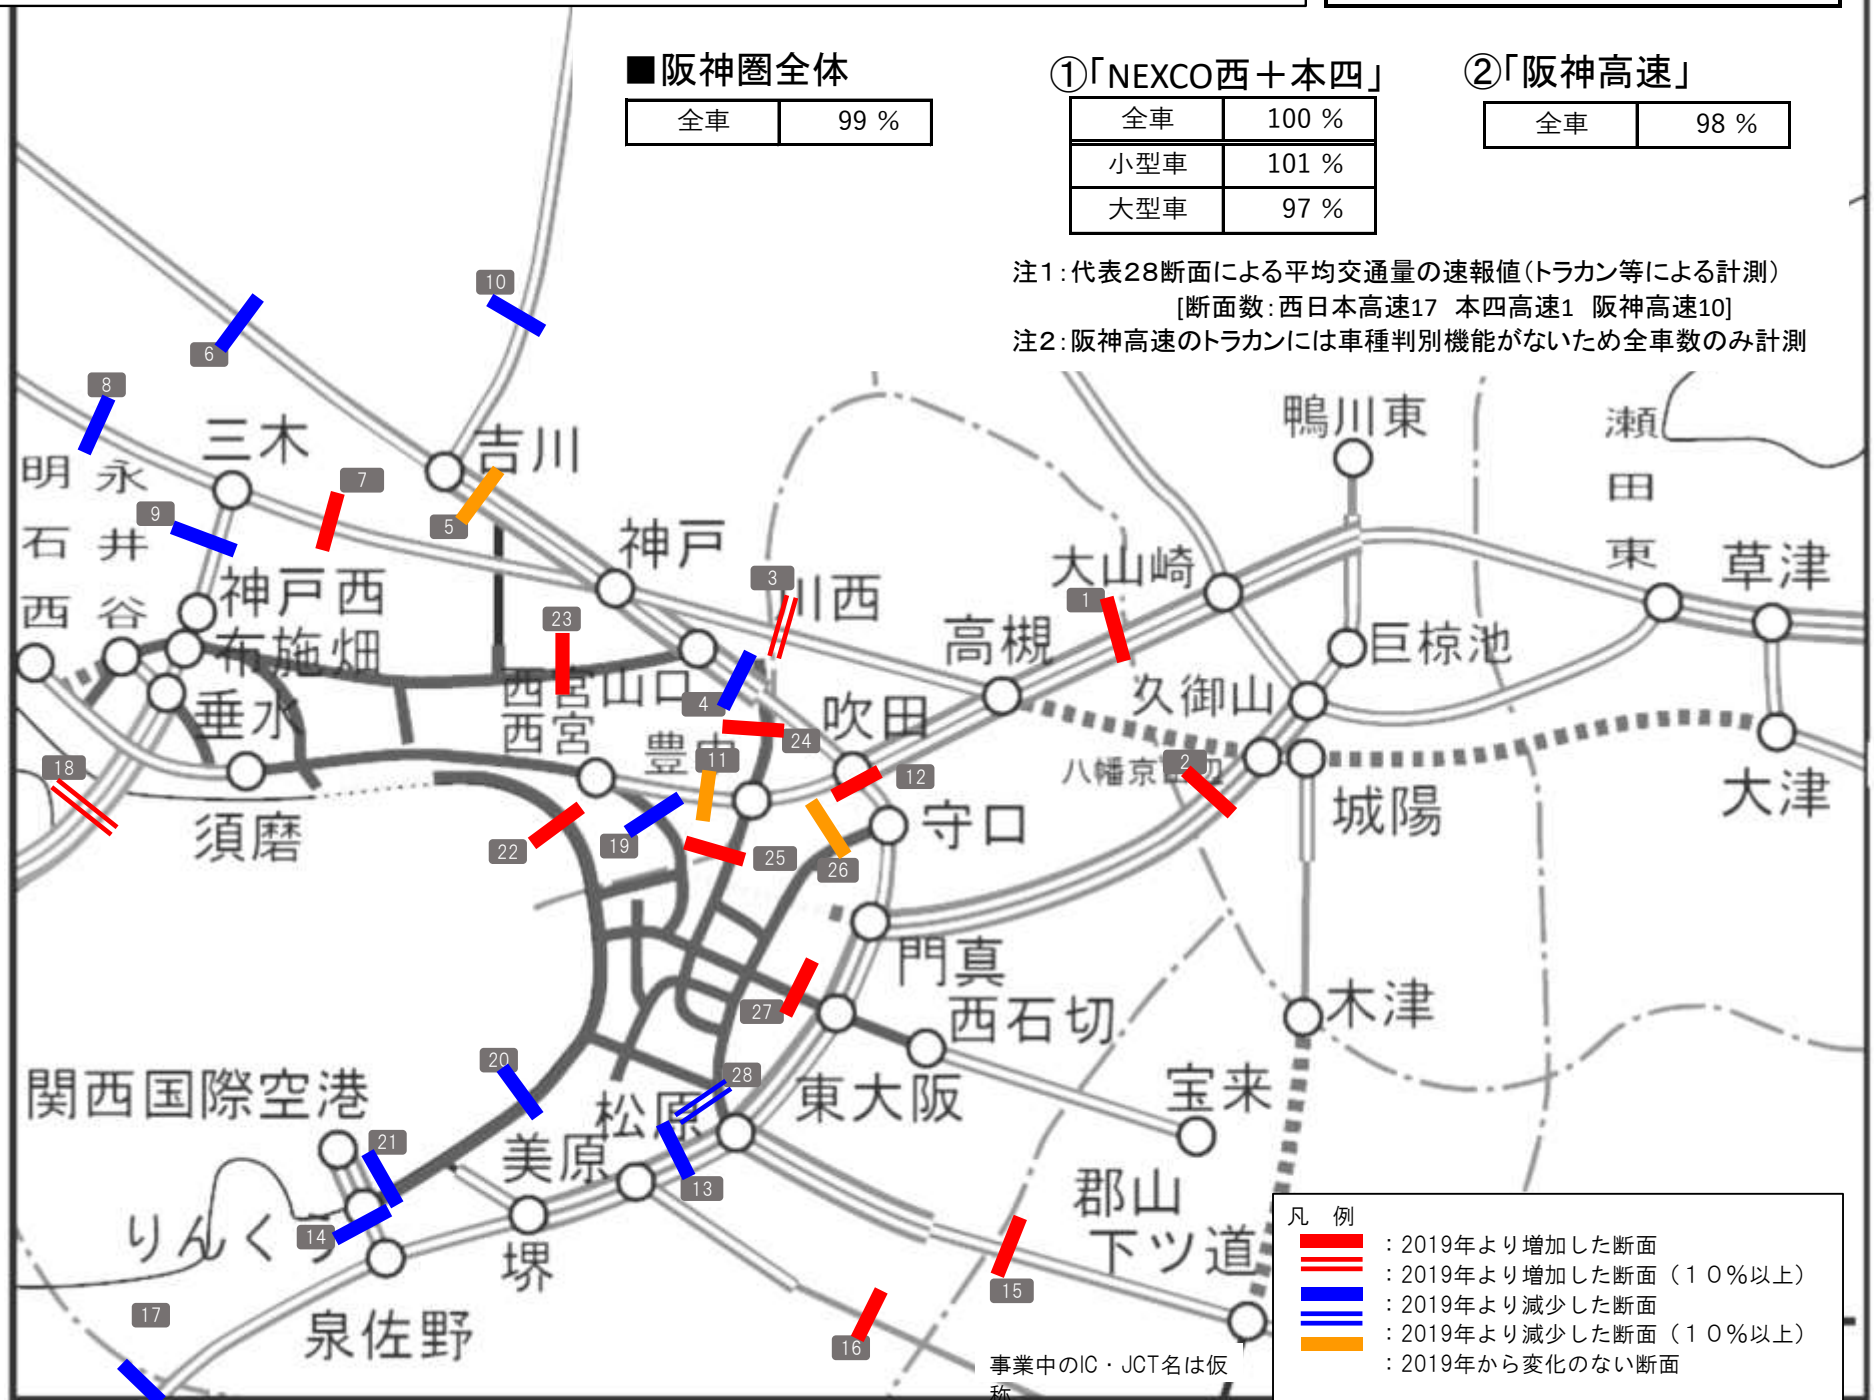 ■阪神圏全体
全車 99 %
①「NEXCO西＋本四」
全車 100 %
小型車 101 %
大型車 97 %
②「阪神高速」
全車 98 %
注1：代表28断面による平均交通量の速報値（トラカン等による計測）
[断面数：西日本高速17 本四高速1 阪神高速10]
注2：阪神高速のトラカンには車種判別機能がないため全車数のみ計測
10
6
8
三木
吉川
鴨川東
瀬田東
明石西
永井谷
7
9
5
神戸
大山崎
草津
3
川西
1
神戸西
布施畑
23
高槻
巨椋池
西宮山口
西宮
4
久御山
垂水
吹田
24
豊中
11
12
2
18
大津
城陽
須磨
22
19
25
26
守口
門真
27
西石切
木津
20
28
関西国際空港
松原
東大阪
宝来
21
美原
13
郡山
下ツ道
りんくう
14
堺
15
17
泉佐野
16
事業中のIC・JCT名は仮
称
凡 例
：2019年より増加した断面
：2019年より増加した断面（１０％以上）
：2019年より減少した断面
：2019年より減少した断面（１０％以上）
：2019年から変化のない断面